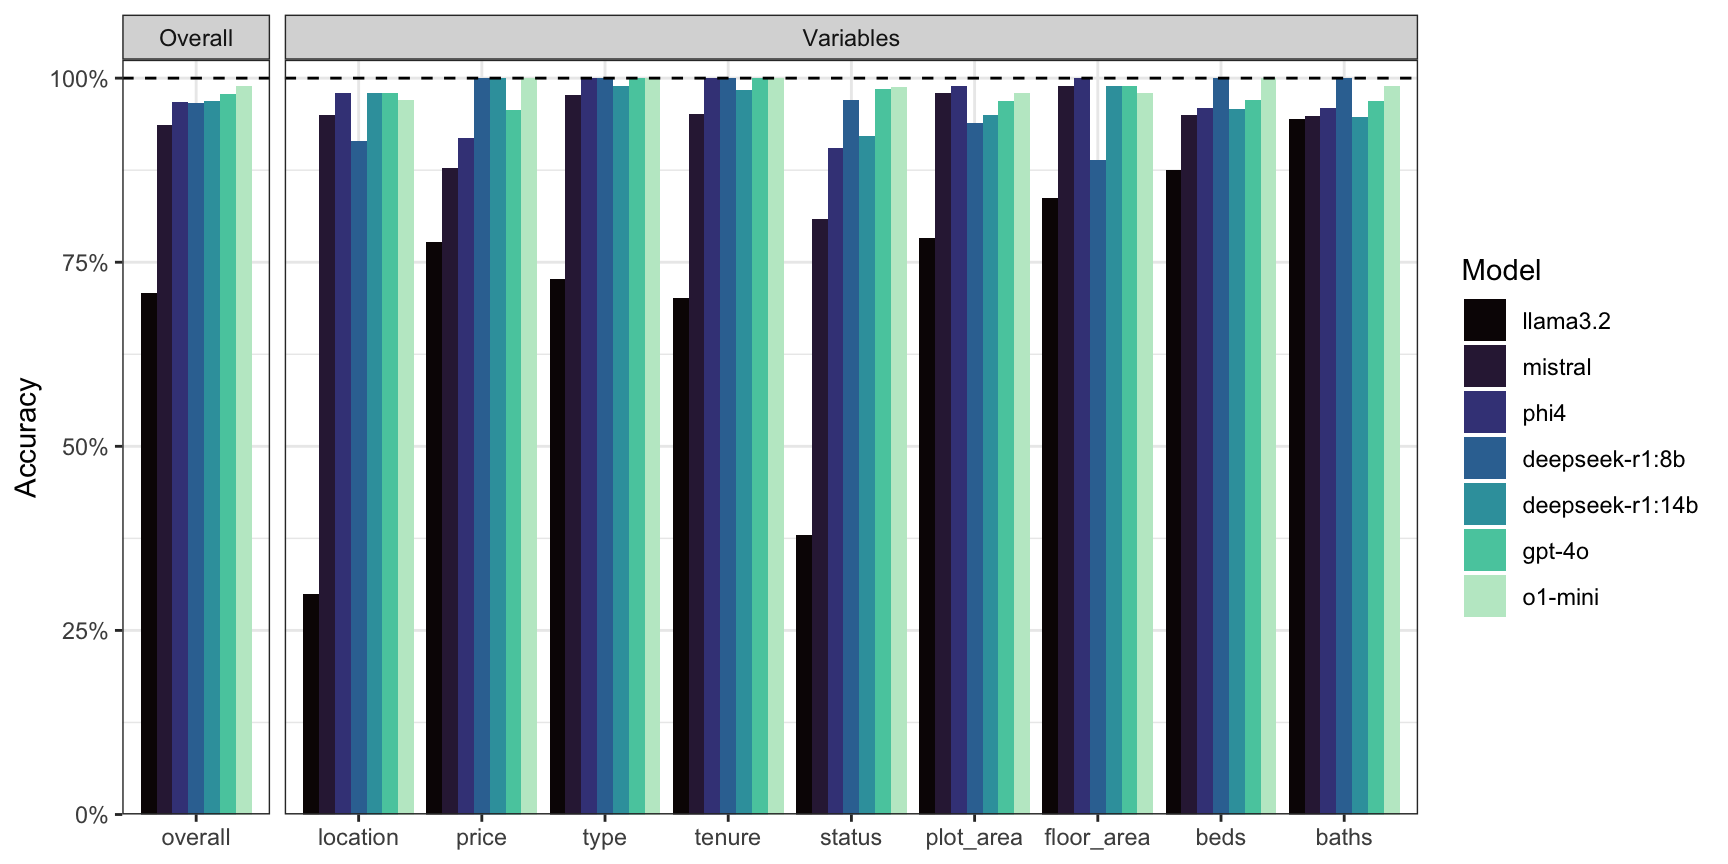 Overall
Variables
100%
75%
50%
25%
0%
Accuracy
overall
location
price
type
tenure
status
plot_area
floor_area
beds
baths
Model
llama3.2
mistral
phi4
deepseek-r1:8b
deepseek-r1:14b
gpt-4o
o1-mini